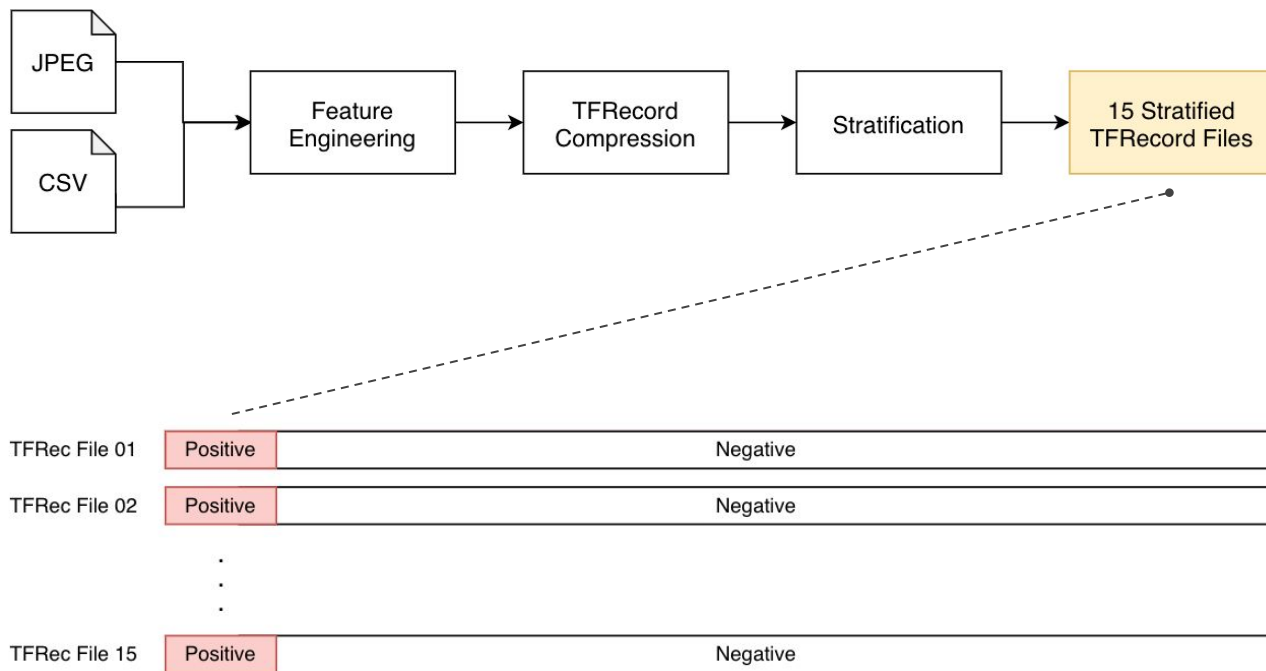 JPEG
CSV
Feature
Engineering
TFRecord
Compression
Stratification
15 Stratified
TFRecord Files
TFRec File 01
Positive
Negative
TFRec File 02
Positive
Negative
TFRec File 15
Positive
Negative